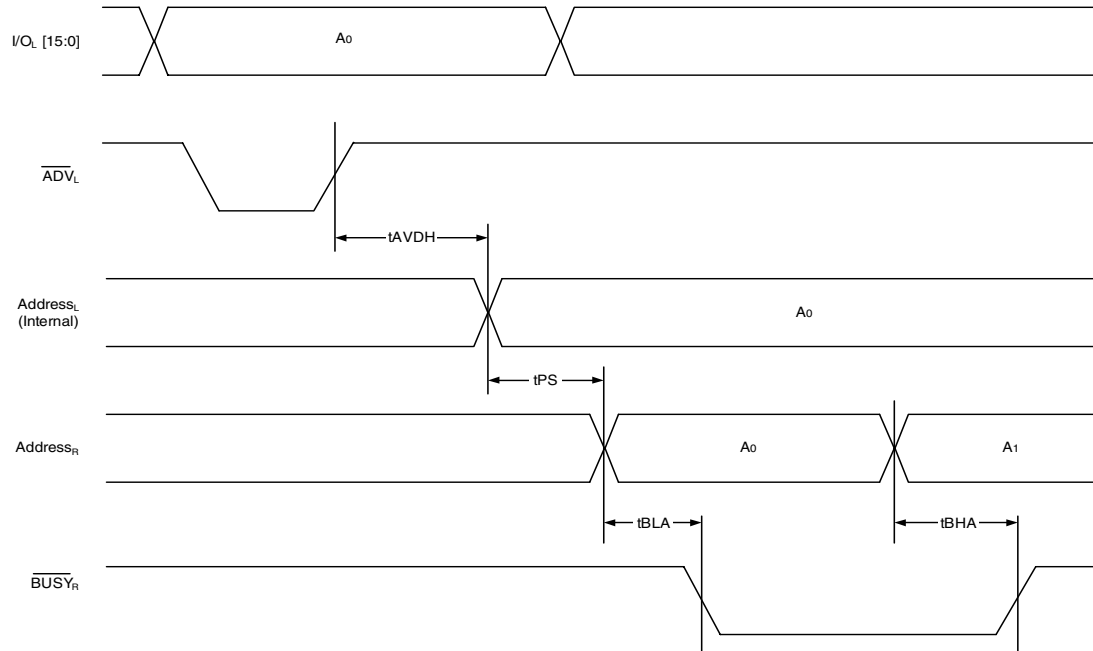 I/OL [15:0]
A0
ADVL
tAVDH
AddressL
(Internal)
A0
tPS
AddressR
A0
A1
tBLA
tBHA
BUSYR